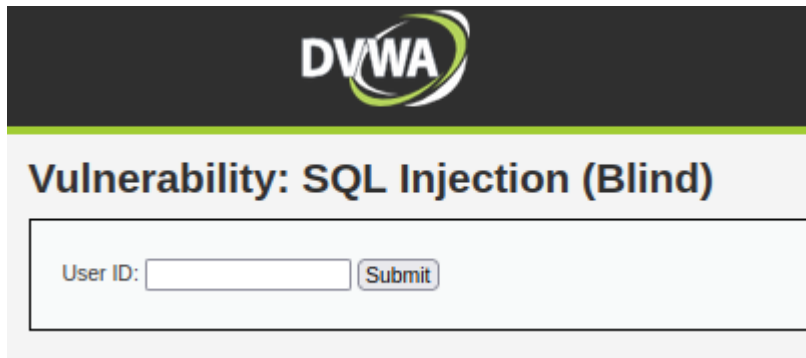 DVWA
Vulnerability: SQL Injection (Blind)
User ID: Submit